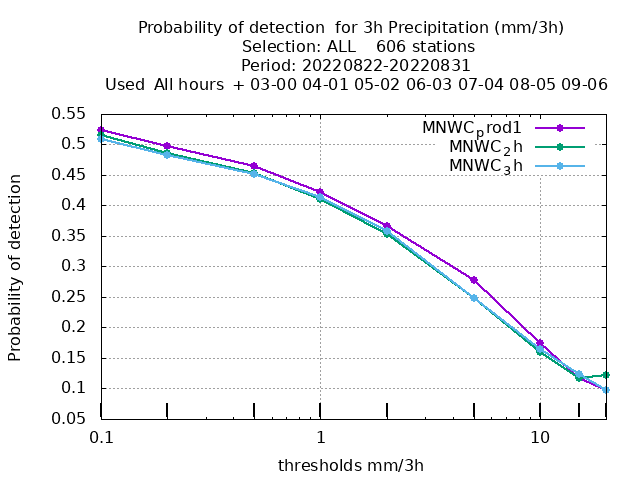 Probability of detection  for 3h Precipitation (mm/3h)
Selection: ALL    606 stations
Period: 20220822-20220831
Used  All hours  + 03-00 04-01 05-02 06-03 07-04 08-05 09-06
MNWCprod1
MNWC2h
MNWC3h
0.55
0.5
0.45
0.4
0.35
0.3
0.25
0.2
0.15
0.1
0.05
Probability of detection
0.1 1 10
thresholds mm/3h